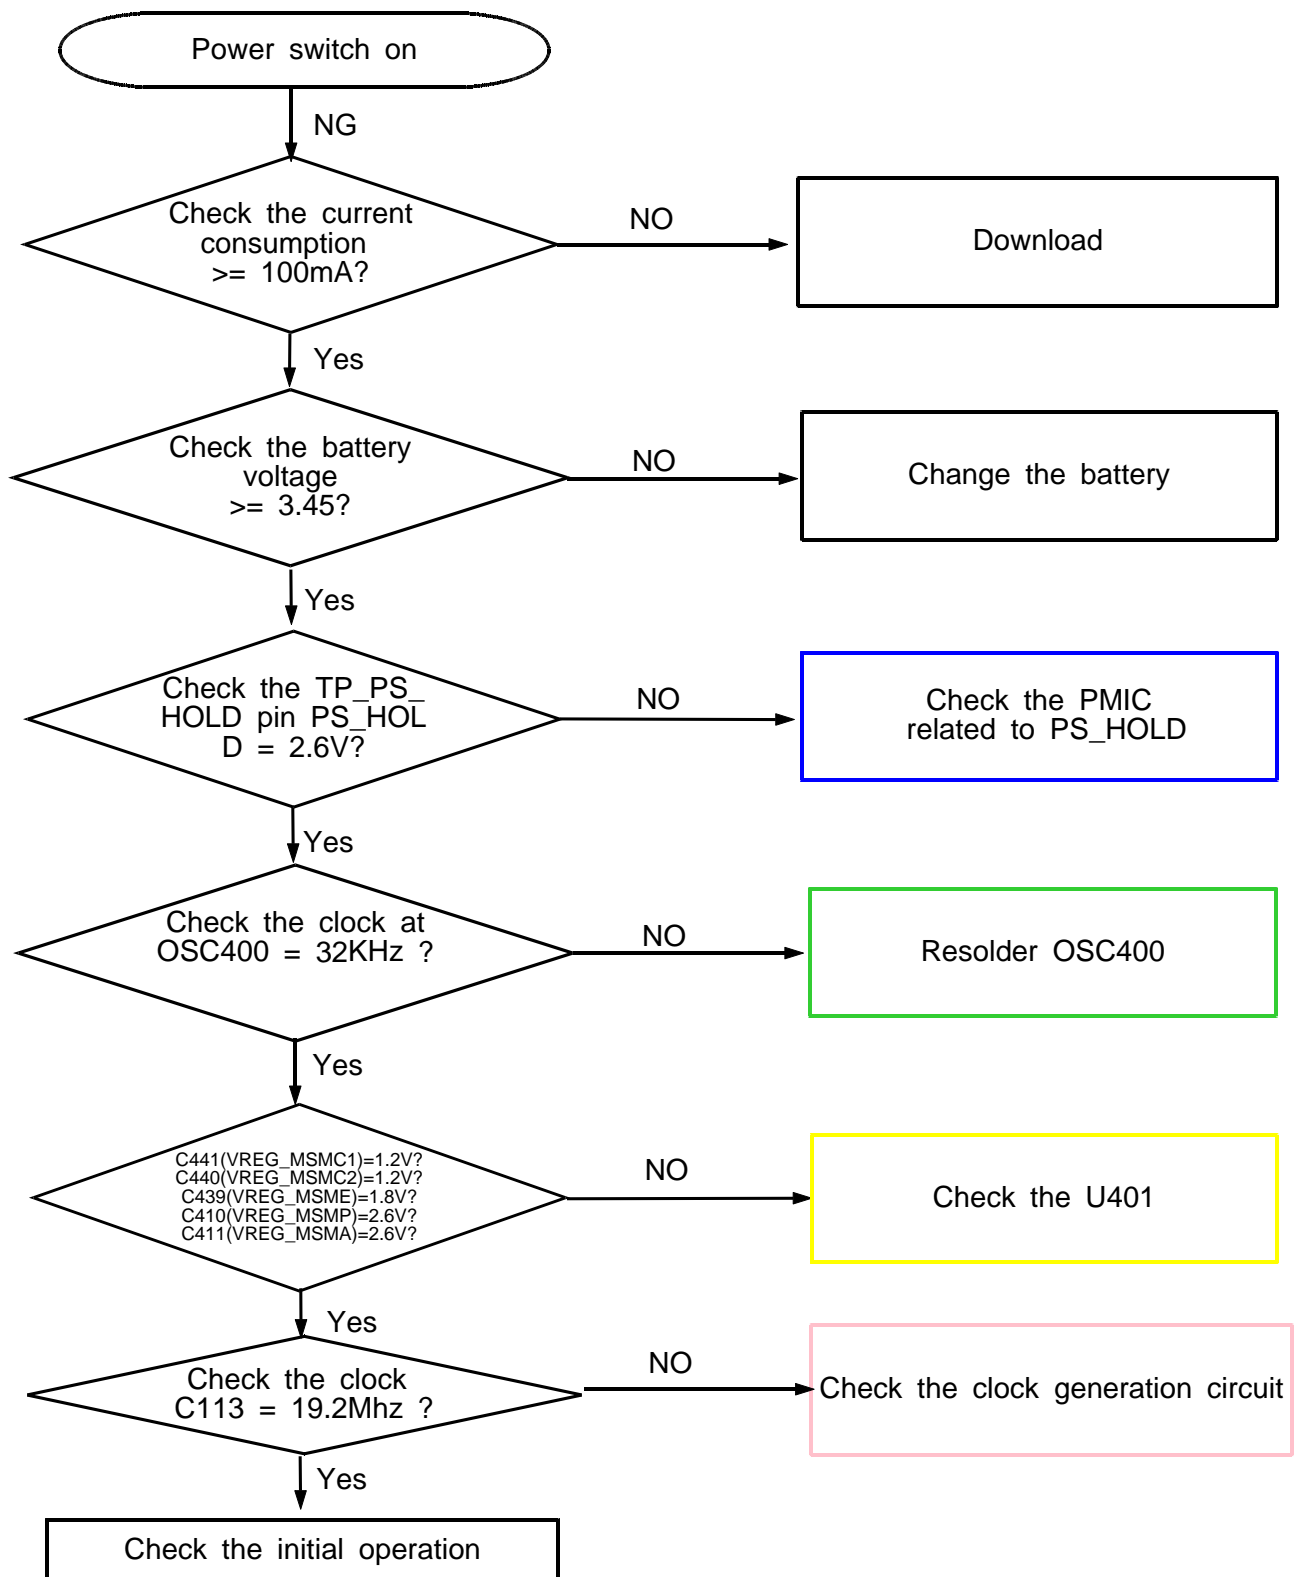 Power switch on
NG
Check the current
consumption
>= 100mA?
NO
Download
Yes
Check the battery
voltage
>= 3.45?
NO
Change the battery
Yes
Check the TP_PS_
HOLD pin PS_HOL
D = 2.6V?
NO
Check the PMIC
related to PS_HOLD
Yes
Check the clock at
OSC400 = 32KHz ?
NO
Resolder OSC400
Yes
C441(VREG_MSMC1)=1.2V?
C440(VREG_MSMC2)=1.2V?
C439(VREG_MSME)=1.8V?
C410(VREG_MSMP)=2.6V?
C411(VREG_MSMA)=2.6V?
NO
Check the U401
Yes
Check the clock
C113 = 19.2Mhz ?
NO
Check the clock generation circuit
Yes
Check the initial operation